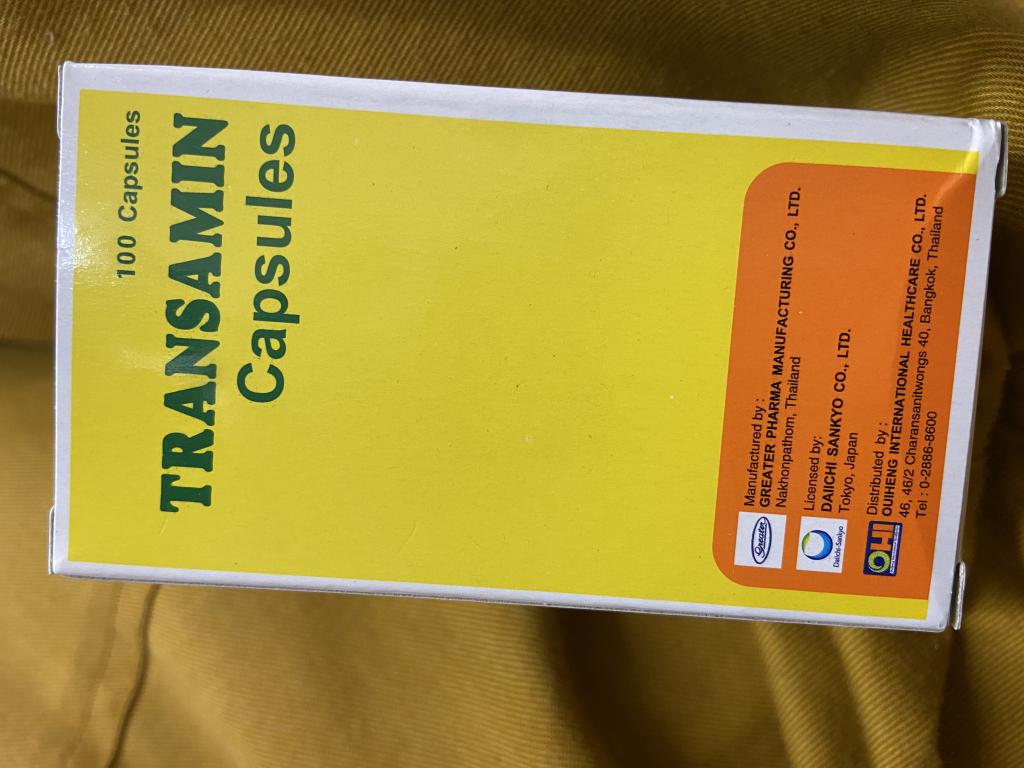 100 Capsules
TRANSAMIN
Capsules
Greater
Manufactured by :
GREATER PHARMA MANUFACTURING CO., LTD.
Nakhonpathom, Thailand
Daiichi-Sankyo
Licensed by:
DAIICHI SANKYO CO., LTD.
Tokyo, Japan
OHI
Distributed by :
OUIHENG INTERNATIONAL HEALTHCARE CO., LTD.
46, 46/2 Charansanitwongs 40, Bangkok, Thailand
Tel : 0-2886-8600